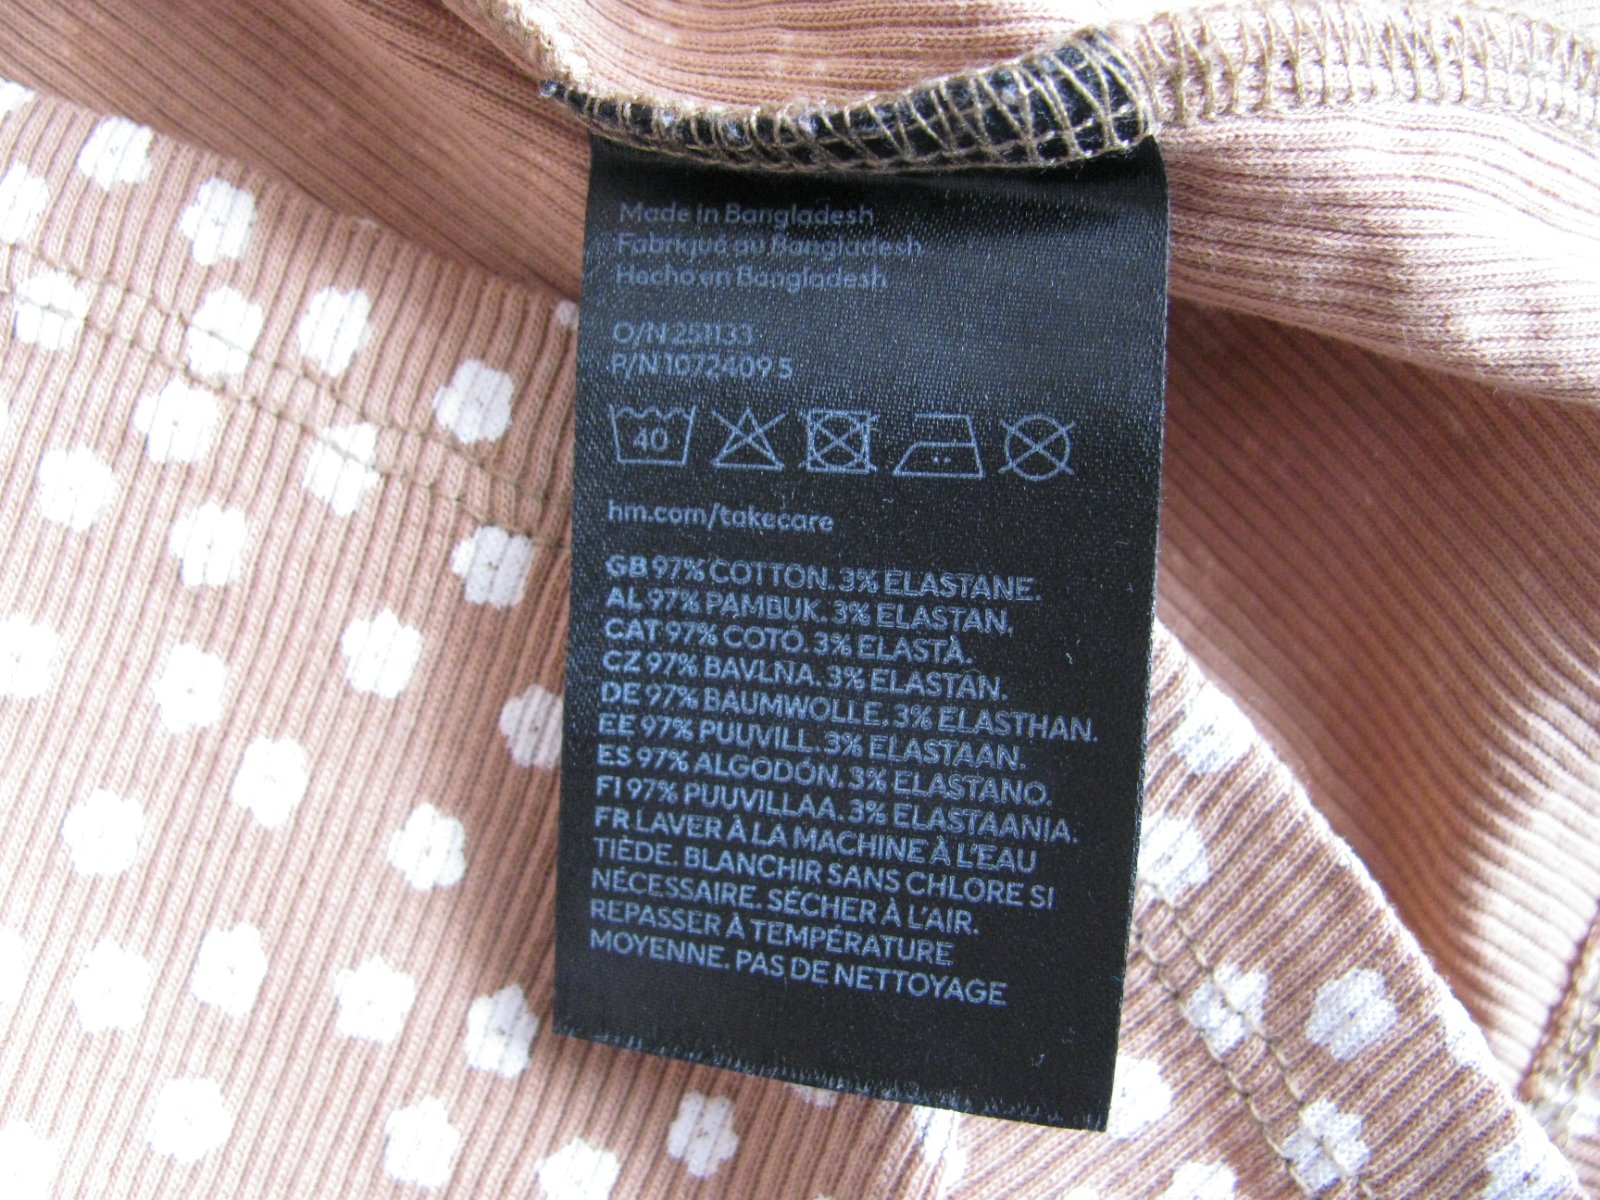 Made in Bangladesh
Fabriqué au Bangladesh
Hecho en Bangladesh
O/N 251133
P/N 10724095
40
hm.com/takecare
GB 97% COTTON. 3% ELASTANE.
AL 97% PAMBUK. 3% ELASTAN.
CAT 97% COTÓ. 3% ELASTÀ.
CZ 97% BAVLNA. 3% ELASTAN.
DE 97% BAUMWOLLE. 3% ELASTHAN.
EE 97% PUUVILL. 3% ELASTAAN.
ES 97% ALGODÓN. 3% ELASTANO.
FI 97% PUUVILLAA. 3% ELASTAANIA.
FR LAVER À LA MACHINE À L'EAU
TIÈDE. BLANCHIR SANS CHLORE SI
NÉCESSAIRE. SÉCHER À L'AIR.
REPASSER À TEMPÉRATURE
MOYENNE. PAS DE NETTOYAGE